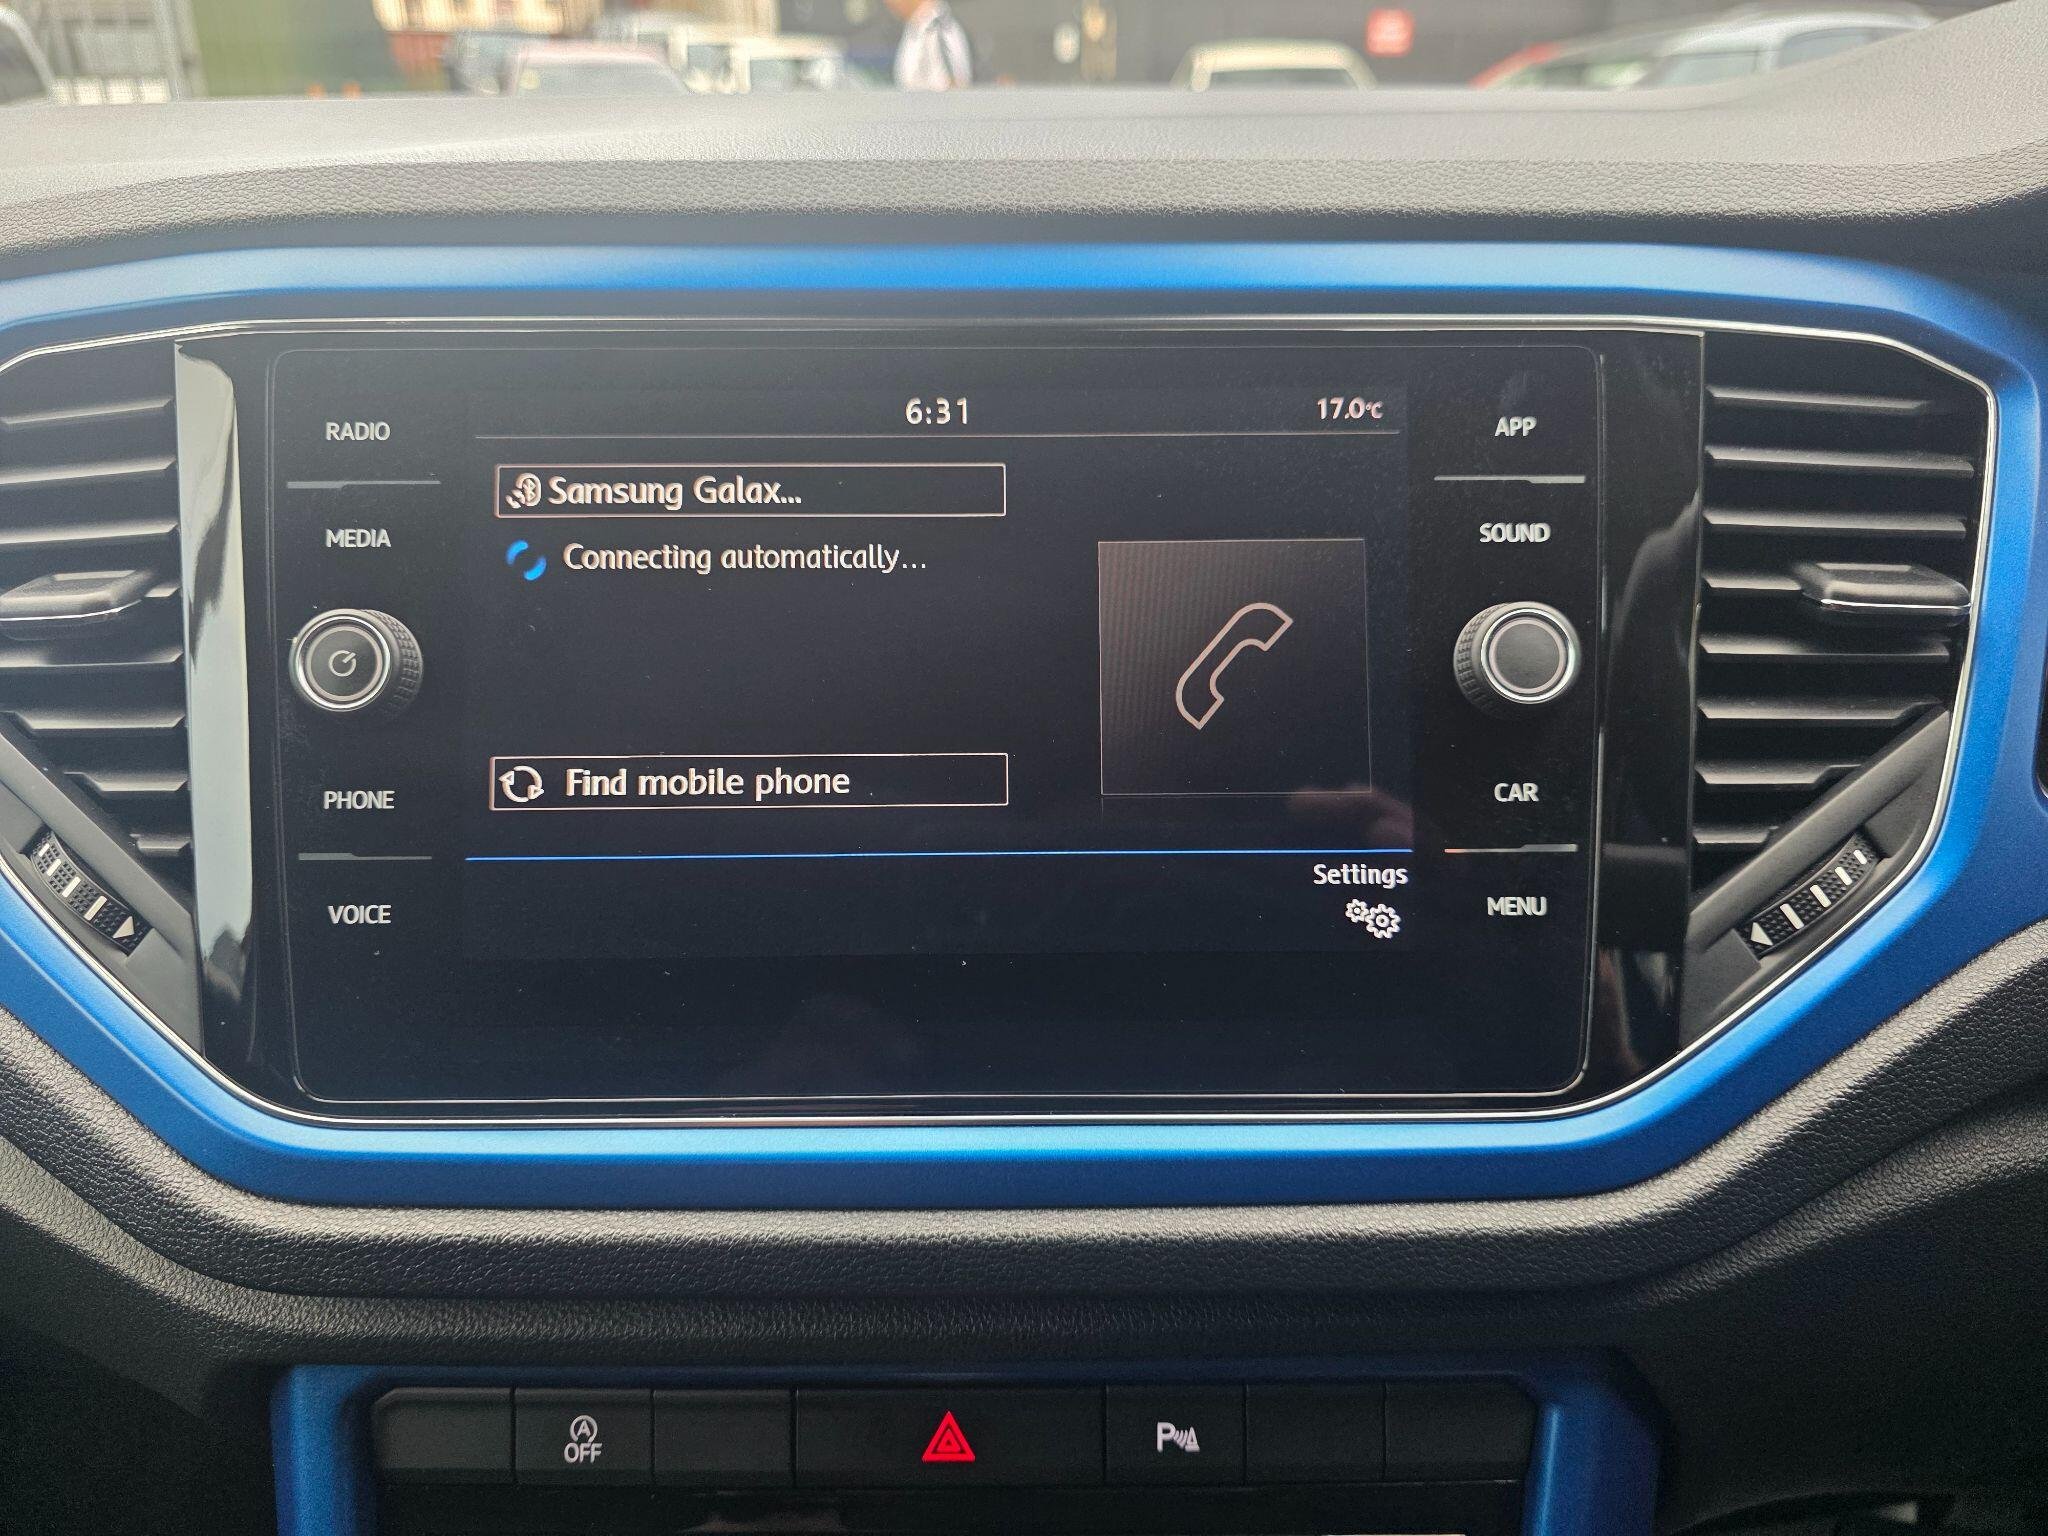 6:31
17.0°C
RADIO
MEDIA
PHONE
VOICE
Samsung Galax...
Connecting automatically...
Find mobile phone
Settings
APP
SOUND
CAR
MENU
A
OFF
P